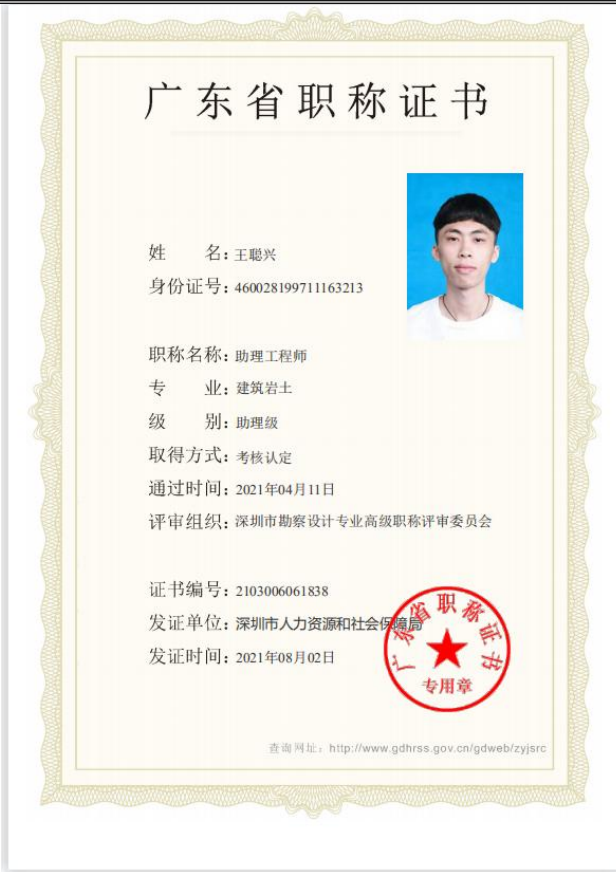 广东省职称证书
姓 名：王聪兴
身份证号：460028199711163213
职称名称：助理工程师
专 业：建筑岩土
级 别：助理级
取得方式：考核认定
通过时间：2021年04月11日
评审组织：深圳市勘察设计专业高级职称评审委员会
证书编号：2103006061838
发证单位：深圳市人力资源和社会保障局
发证时间：2021年08月02日
广东省职称证书
专用章
查询网址：http://www.gdhrss.gov.cn/gdweb/zyjsrc